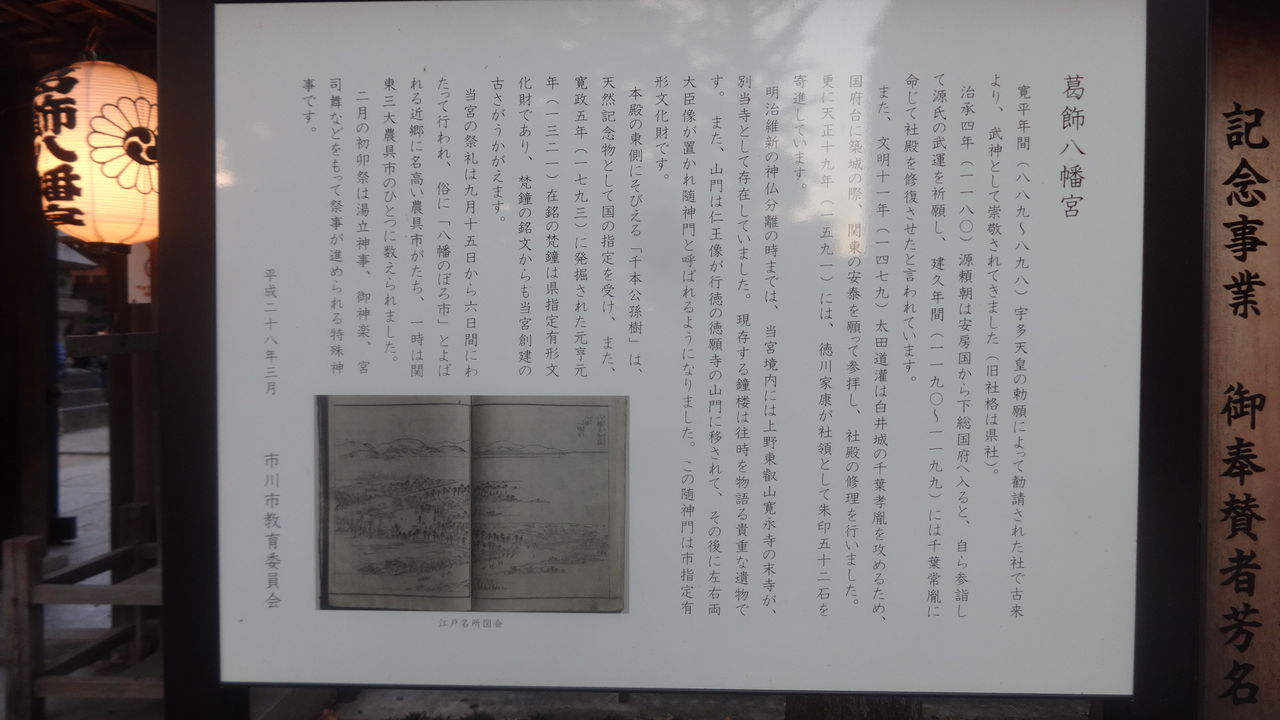 葛飾八幡宮
寛平年間（八八九～八九八）宇多天皇の勅願によって勧請された社で古来
より、武神として崇敬されてきました（旧社格は県社）。
治承四年（一一八〇）源頼朝は安房国から下総国府へ入ると、自ら参詣し
て源氏の武運を祈願し、建久年間（一一九〇～一一九九）には千葉常胤に
命じて社殿を修復させたと言われています。
また、文明十一年（一四七九）太田道灌は臼井城の千葉孝胤を攻めるため、
国府台に築城の際、関東の安泰を願って参拝し、社殿の修理を行いました。
更に天正十九年（一五九一）には、徳川家康が社領として朱印五十二石を
寄進しています。
明治維新の神仏分離の時までは、当宮境内には上野東叡山寛永寺の末寺が、
別当寺として存在していました。現存する鐘楼は往時を物語る貴重な遺物で
す。また、山門は仁王像が行徳の徳願寺の山門に移されて、その後に左右両
大臣像が置かれ随神門と呼ばれるようになりました。この随神門は市指定有
形文化財です。
本殿の東側にそびえる「千本公孫樹」は、
天然記念物として国の指定を受け、また、
寛政五年（一七九三）に発掘された元亨元
年（一三二一）在銘の梵鐘は県指定有形文
化財であり、梵鐘の銘文からも当宮創建の
古さがうかがえます。
当宮の祭礼は九月十五日から六日間にわ
たって行われ、俗に「八幡のぼろ市」とよば
れる近郷に名高い農具市がたち、一時は関
東三大農具市のひとつに数えられました。
二月の初卯祭は湯立神事、御神楽、宮
司舞などをもって祭事が進められる特殊神
事です。
平成二十八年三月　市川市教育委員会
江戸名所図会
記念事業　御奉賛者芳名
飾八幡